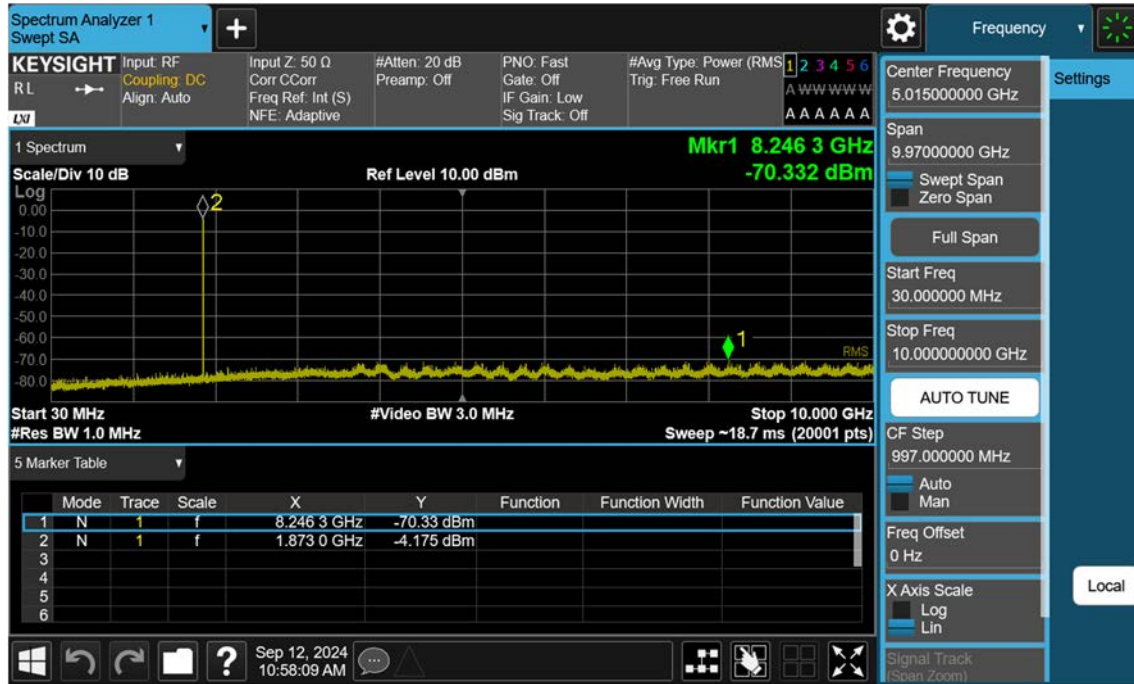 Spectrum Analyzer 1
Swept SA
Frequency
KEYSIGHT
R L
LXI
Input: RF
Coupling: DC
Align: Auto
Input Z: 50 Ω
Corr CCorr
Freq Ref: Int (S)
NFE: Adaptive
#Atten: 20 dB
Preamp: Off
PNO: Fast
Gate: Off
IF Gain: Low
Sig Track: Off
#Avg Type: Power (RMS
Trig: Free Run
1 2 3 4 5 6
A W W W W W
A A A A A A
1 Spectrum
Mkr1 8.246 3 GHz
-70.332 dBm
Scale/Div 10 dB
Ref Level 10.00 dBm
Log
0.00
-10.0
-20.0
-30.0
-40.0
-50.0
-60.0
-70.0
-80.0
2
1
RMS
Start 30 MHz
#Video BW 3.0 MHz
Stop 10.000 GHz
#Res BW 1.0 MHz
Sweep ~18.7 ms (20001 pts)
5 Marker Table
Mode Trace Scale X Y Function Function Width Function Value
1 N 1 f 8.246 3 GHz -70.33 dBm
2 N 1 f 1.873 0 GHz -4.175 dBm
3
4
5
6
Sep 12, 2024
10:58:09 AM
Center Frequency
5.015000000 GHz
Span
9.97000000 GHz
Swept Span
Zero Span
Full Span
Start Freq
30.000000 MHz
Stop Freq
10.000000000 GHz
AUTO TUNE
CF Step
997.000000 MHz
Auto
Man
Freq Offset
0 Hz
X Axis Scale
Log
Lin
Signal Track
(Span Zoom)
Settings
Local